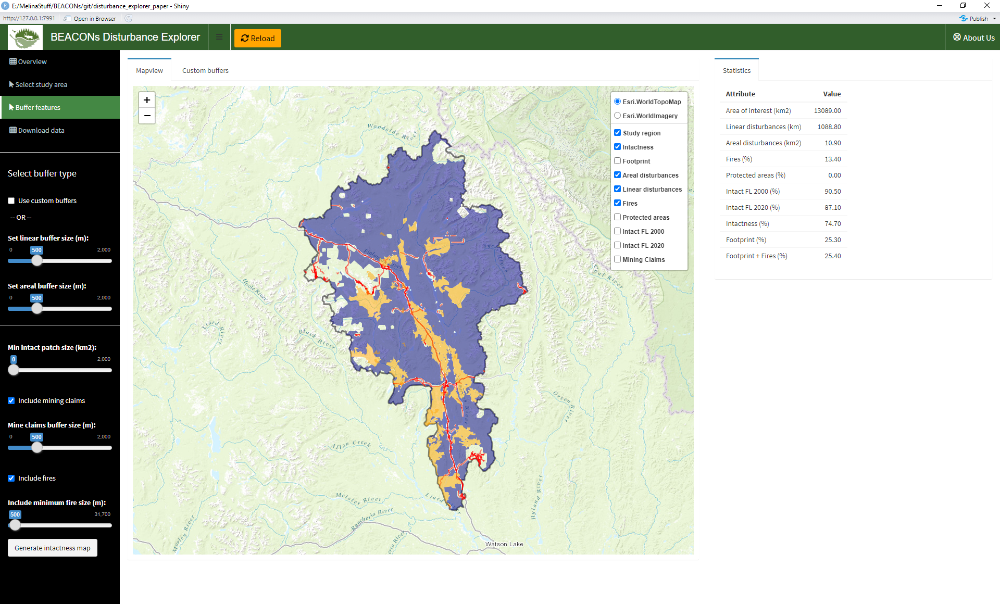 E:/MelinaStuff/BEACONs/git/disturbance_explorer_paper - Shiny
http://127.0.0.1:7991
Open in Browser
Publish
BEACONs Disturbance Explorer
Reload
About Us
Overview
Select study area
Buffer features
Download data
Select buffer type
Use custom buffers
-- OR --
Set linear buffer size (m):
0 500 2,000
Set areal buffer size (m):
0 500 2,000
Min intact patch size (km2):
0 2,000
Include mining claims
Mine claims buffer size (m):
0 500 2,000
Include fires
Include minimum fire size (m):
500 31,700
Generate intactness map
Mapview
Custom buffers
+
−
Woodside River
Finlay
River
Tyers River
Hoole River
Coal River
Liard River
Black River
Green River
s River
Allan Creek
Meister River
Liard
Rancheria River
Hyland River
Morley River
eria River
Watson Lake
Esri.WorldTopoMap
Esri.WorldImagery
Study region
Intactness
Footprint
Areal disturbances
Linear disturbances
Fires
Protected areas
Intact FL 2000
Intact FL 2020
Mining Claims
Statistics
Attribute Value
Area of interest (km2) 13089.00
Linear disturbances (km) 1088.80
Areal disturbances (km2) 10.90
Fires (%) 13.40
Protected areas (%) 0.00
Intact FL 2000 (%) 90.50
Intact FL 2020 (%) 87.10
Intactness (%) 74.70
Footprint (%) 25.30
Footprint + Fires (%) 25.40